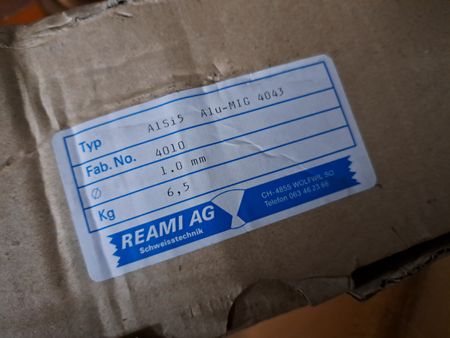 Typ AlSi5 Alu-MIG 4043
Fab. No. 4010
Ø 1.0 mm
Kg 6,5
REAMI AG
Schweisstechnik
CH-4855 WOLFWIL SO
Telefon 063 46 23 66